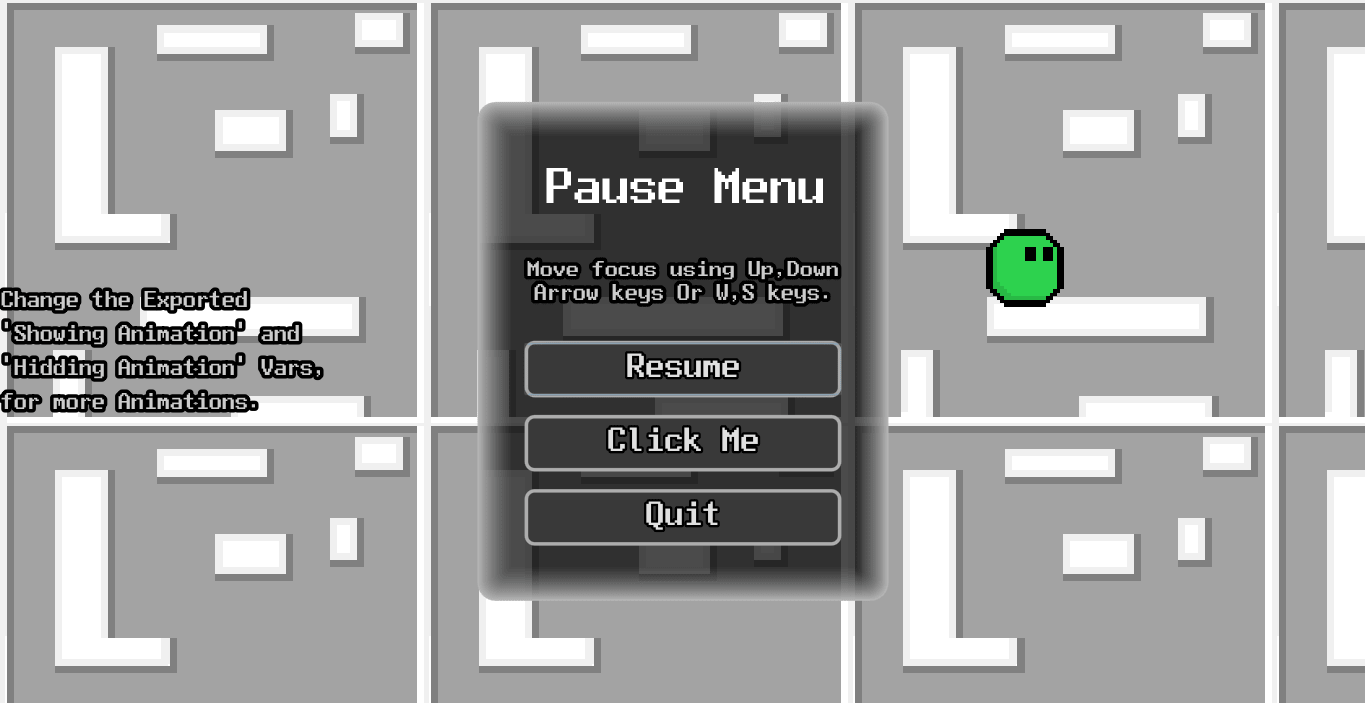 Pause Menu
Move focus using Up,Down
Arrow keys Or W,S keys.
Change the Exported
'Showing Animation' and
'Hidding Animation' Vars,
for more Animations.
Resume
Click Me
Quit